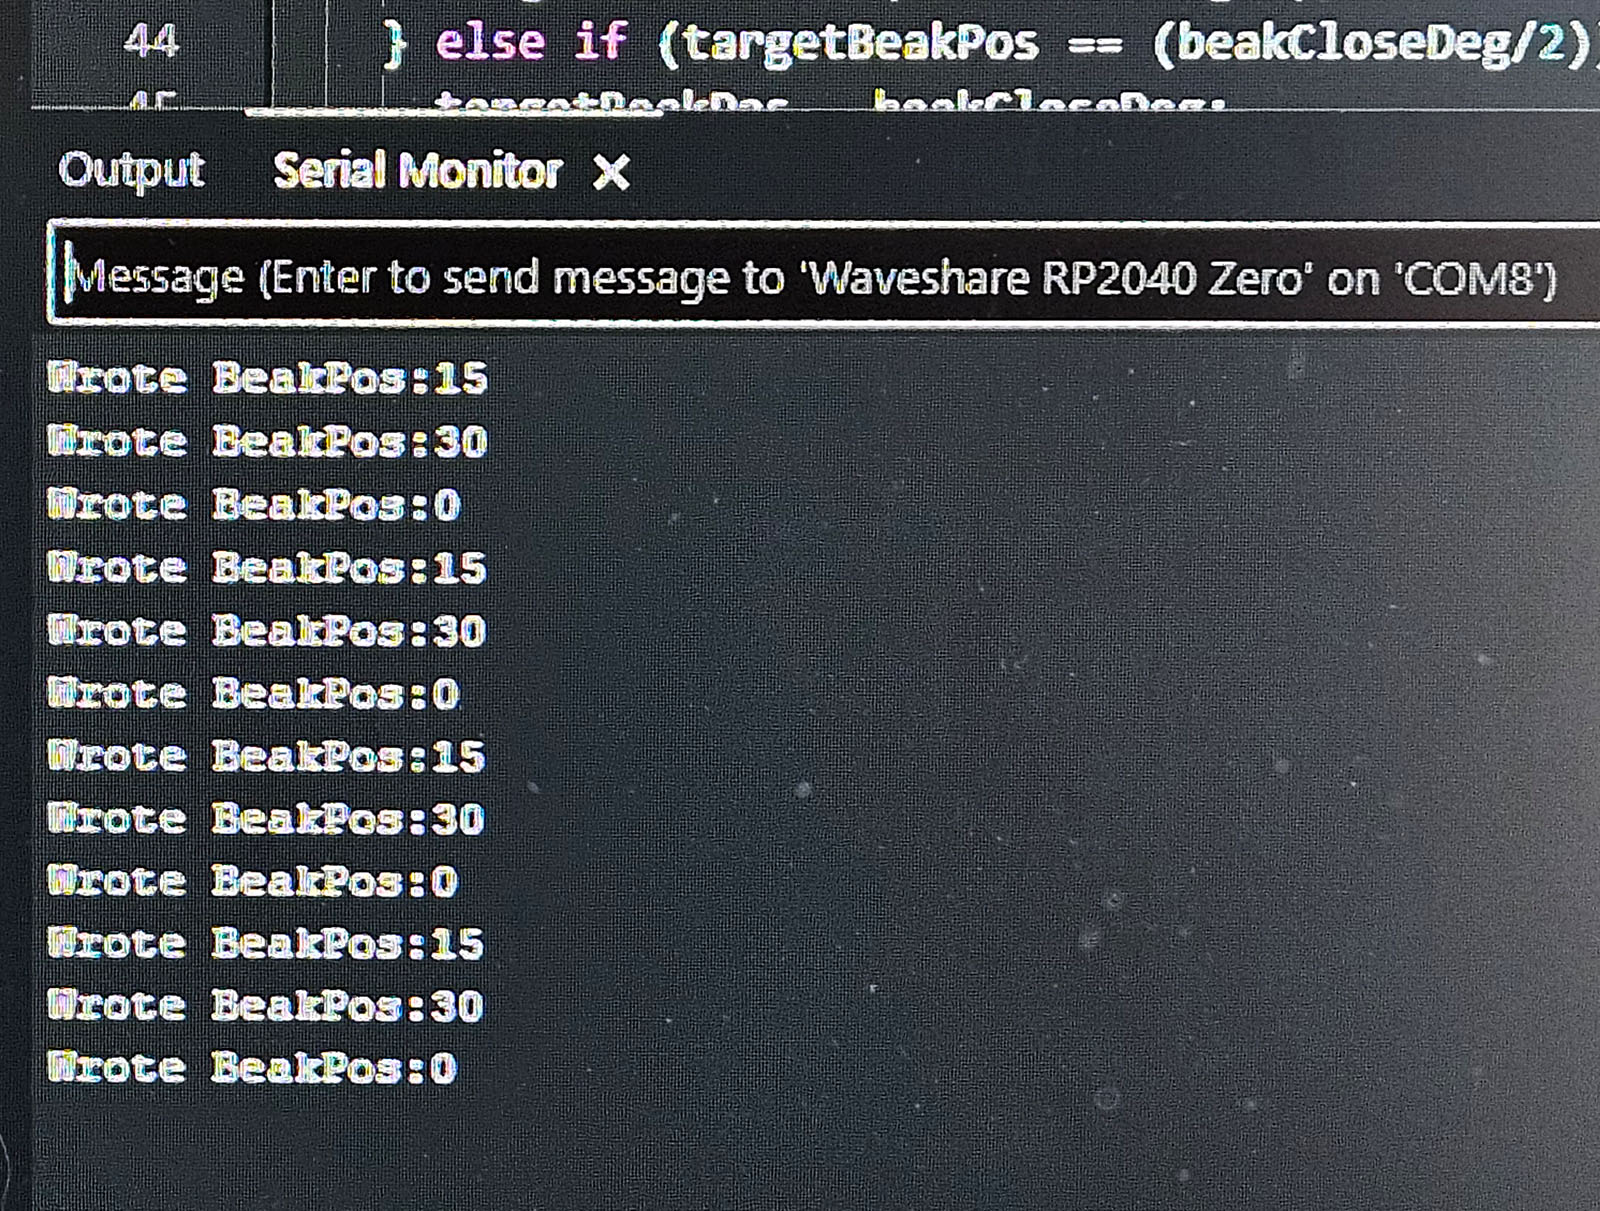 44 } else if (targetBeakPos == (beakCloseDeg/2))
45 targetBeakPos beakCloseDeg;
Output Serial Monitor ✕
Message (Enter to send message to 'Waveshare RP2040 Zero' on 'COM8')
Wrote BeakPos:15
Wrote BeakPos:30
Wrote BeakPos:0
Wrote BeakPos:15
Wrote BeakPos:30
Wrote BeakPos:0
Wrote BeakPos:15
Wrote BeakPos:30
Wrote BeakPos:0
Wrote BeakPos:15
Wrote BeakPos:30
Wrote BeakPos:0